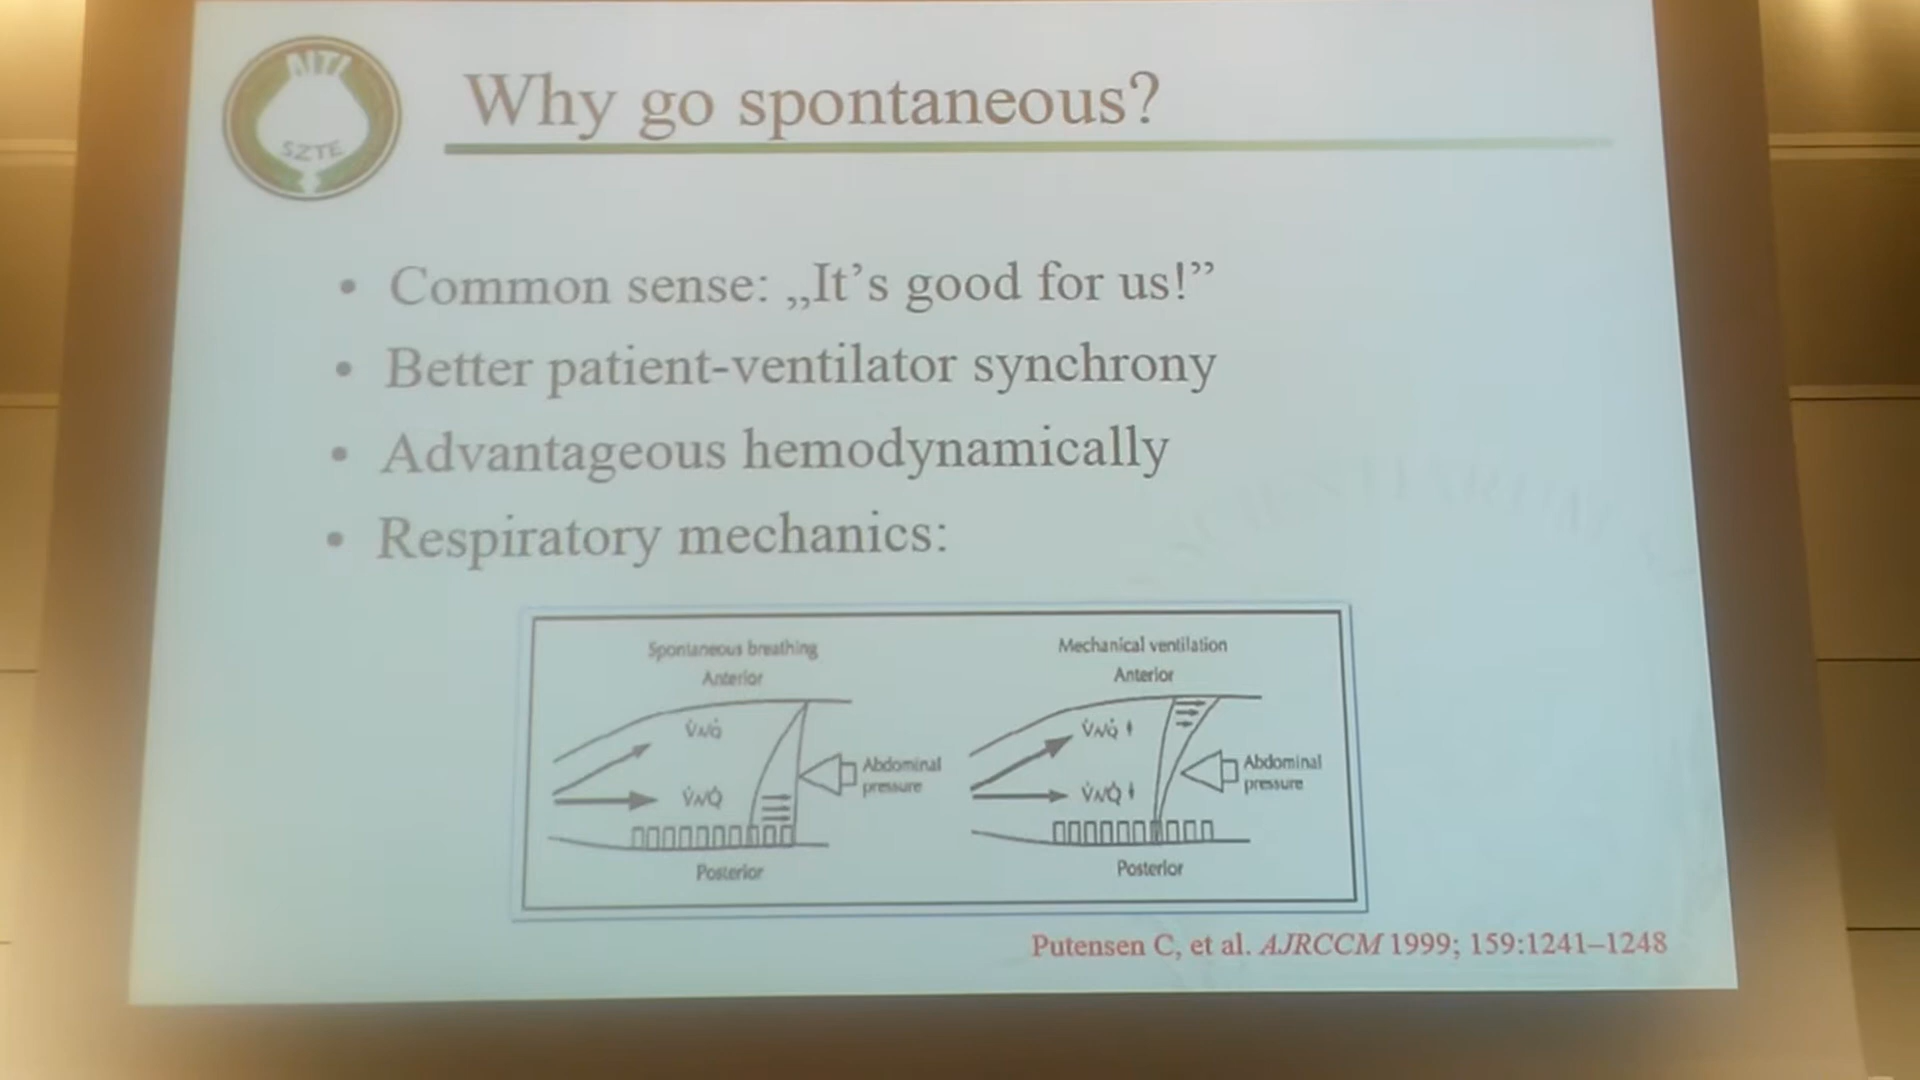 AITI
SZTE
Why go spontaneous?
• Common sense: „It’s good for us!”
• Better patient-ventilator synchrony
• Advantageous hemodynamically
• Respiratory mechanics:
Spontaneous breathing
Anterior
V̇A/Q̇
V̇A/Q̇
Abdominal
pressure
Posterior
Mechanical ventilation
Anterior
V̇A/Q̇
V̇A/Q̇
Abdominal
pressure
Posterior
Putensen C, et al. AJRCCM 1999; 159:1241–1248